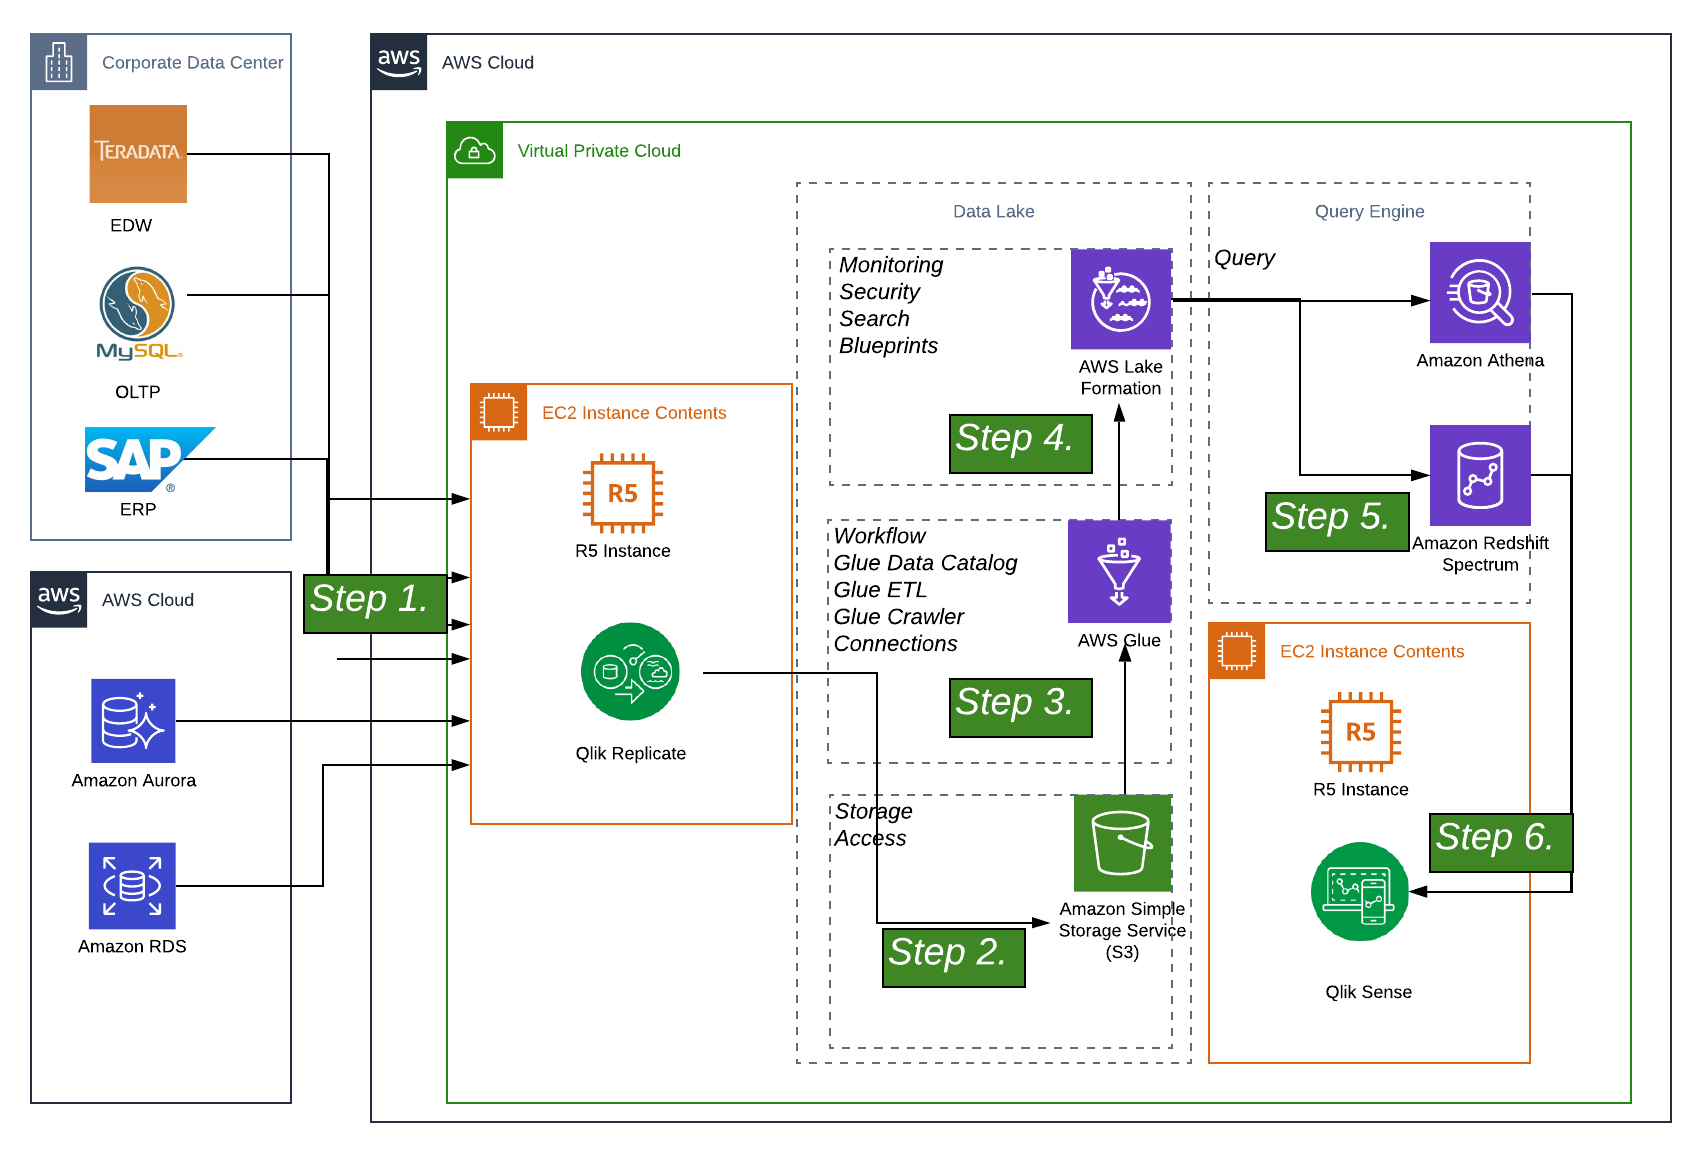 Corporate Data Center
TERADATA
EDW
MySQL®
OLTP
SAP®
ERP
aws
AWS Cloud
Amazon Aurora
Amazon RDS
Step 1.
aws
AWS Cloud
Virtual Private Cloud
EC2 Instance Contents
R5
R5 Instance
Qlik Replicate
Data Lake
Monitoring
Security
Search
Blueprints
AWS Lake
Formation
Step 4.
Workflow
Glue Data Catalog
Glue ETL
Glue Crawler
Connections
AWS Glue
Step 3.
Storage
Access
Amazon Simple
Storage Service
(S3)
Step 2.
Query Engine
Query
Amazon Athena
Step 5.
Amazon Redshift
Spectrum
EC2 Instance Contents
R5
R5 Instance
Step 6.
Qlik Sense